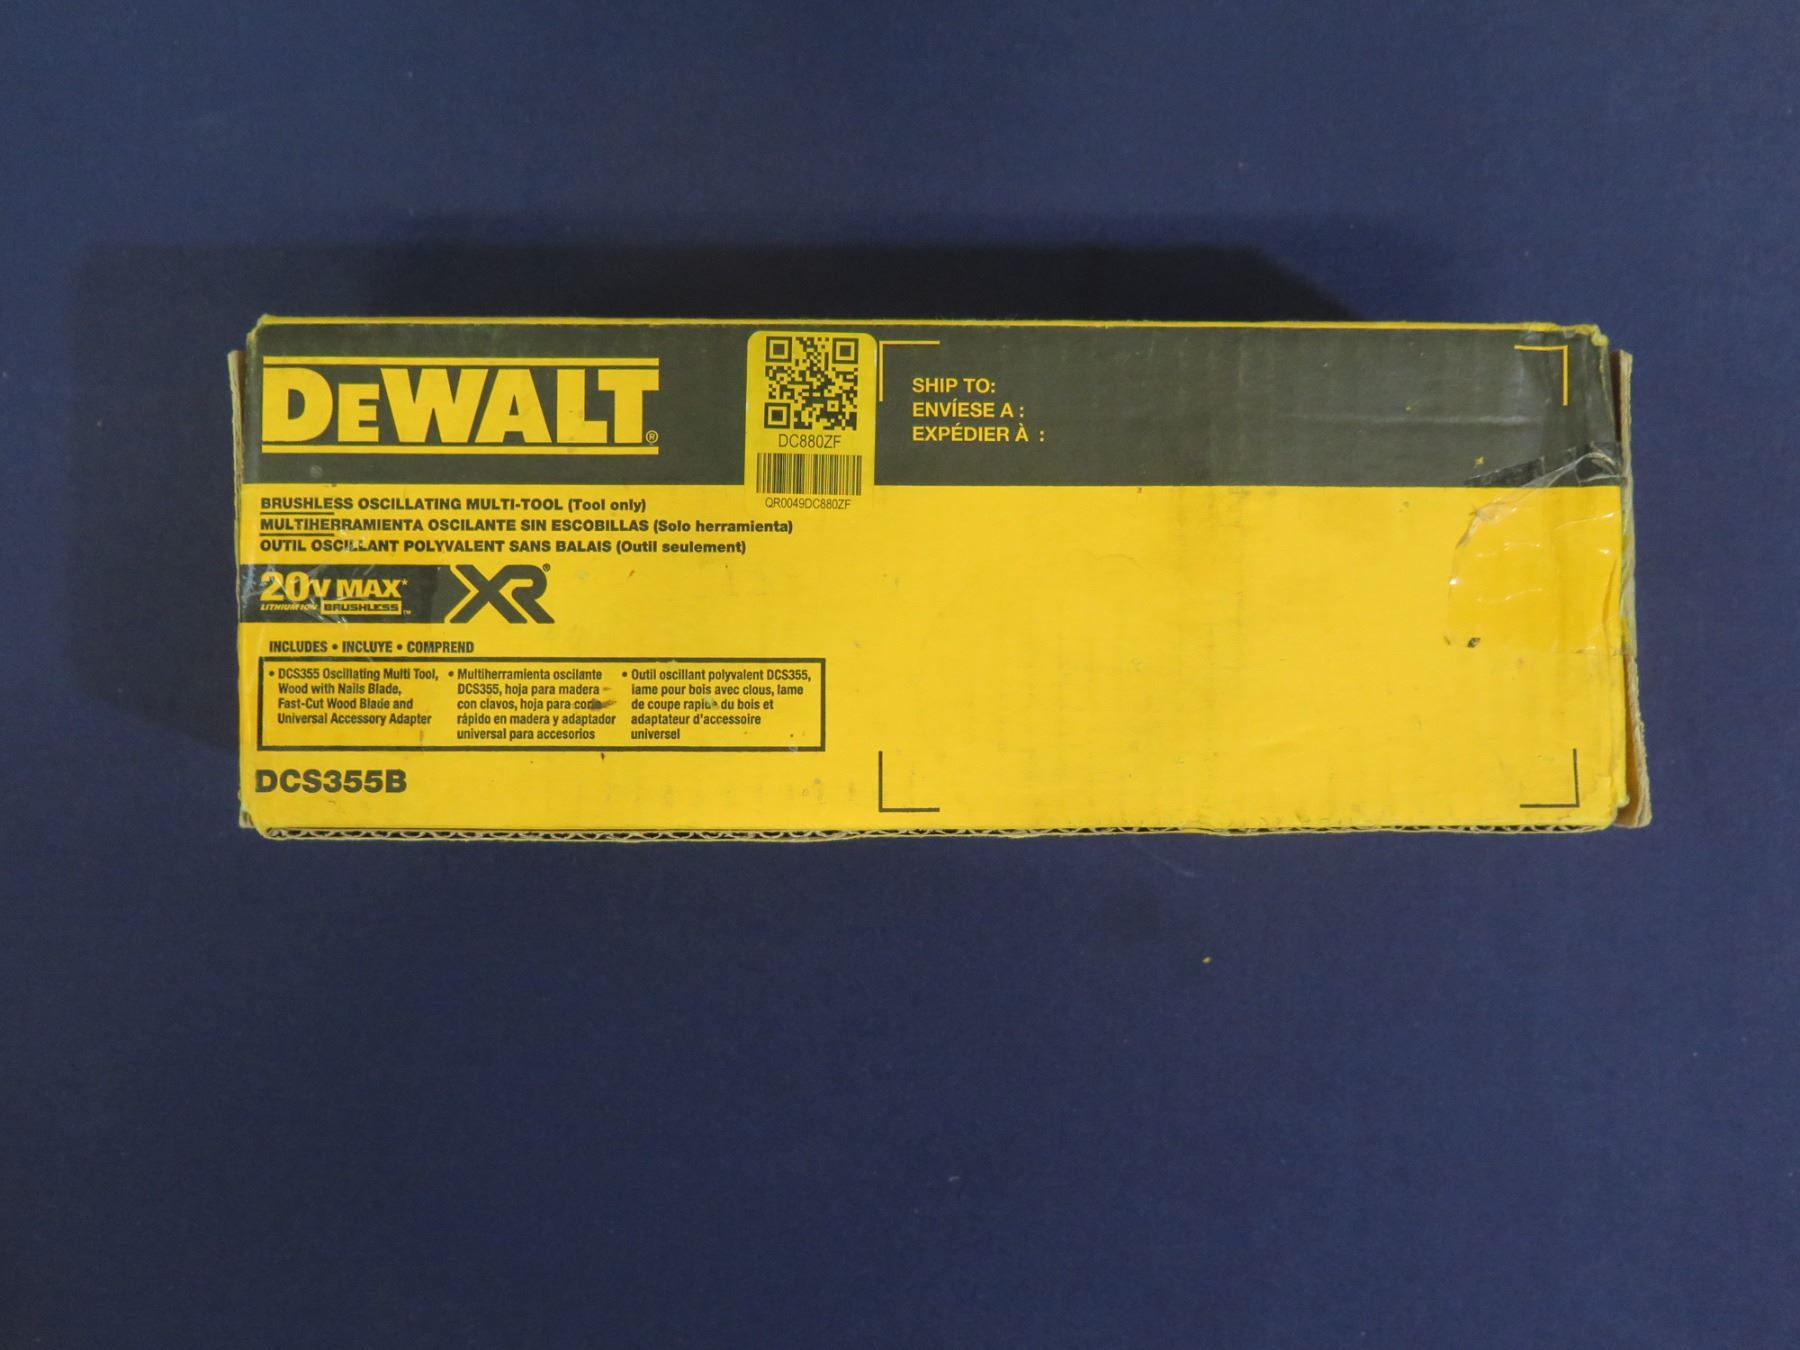 DEWALT®
BRUSHLESS OSCILLATING MULTI-TOOL (Tool only)
MULTIHERRAMIENTA OSCILANTE SIN ESCOBILLAS (Solo herramienta)
OUTIL OSCILLANT POLYVALENT SANS BALAIS (Outil seulement)
20V MAX* XR®
LITHIUM ION BRUSHLESS™
INCLUDES • INCLUYE • COMPREND
• DCS355 Oscillating Multi Tool,
Wood with Nails Blade,
Fast-Cut Wood Blade and
Universal Accessory Adapter
• Multiherramienta oscilante
DCS355, hoja para madera
con clavos, hoja para corte
rápido en madera y adaptador
universal para accesorios
• Outil oscillant polyvalent DCS355,
lame pour bois avec clous, lame
de coupe rapide du bois et
adaptateur d'accessoire
universel
DCS355B
DC880ZF
QR0049DC880ZF
SHIP TO:
ENVÍESE A :
EXPÉDIER À :